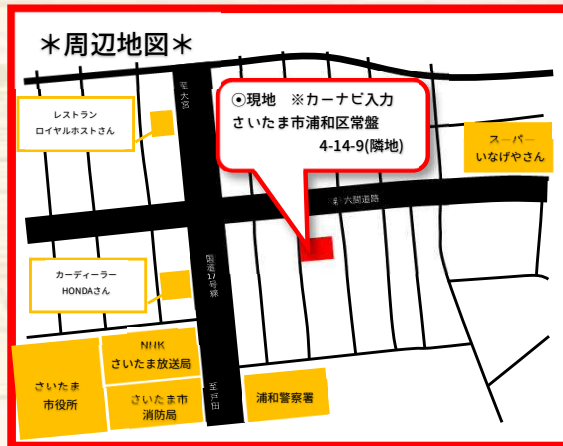 ＊周辺地図＊
至大宮
レストラン
ロイヤルホストさん
⦿現地　※カーナビ入力
さいたま市浦和区常盤
4-14-9(隣地)
スーパー
いなげやさん
六間道路
カーディーラー
HONDAさん
国道17号線
NHK
さいたま放送局
さいたま
市役所
さいたま市
消防局
至戸田
浦和警察署